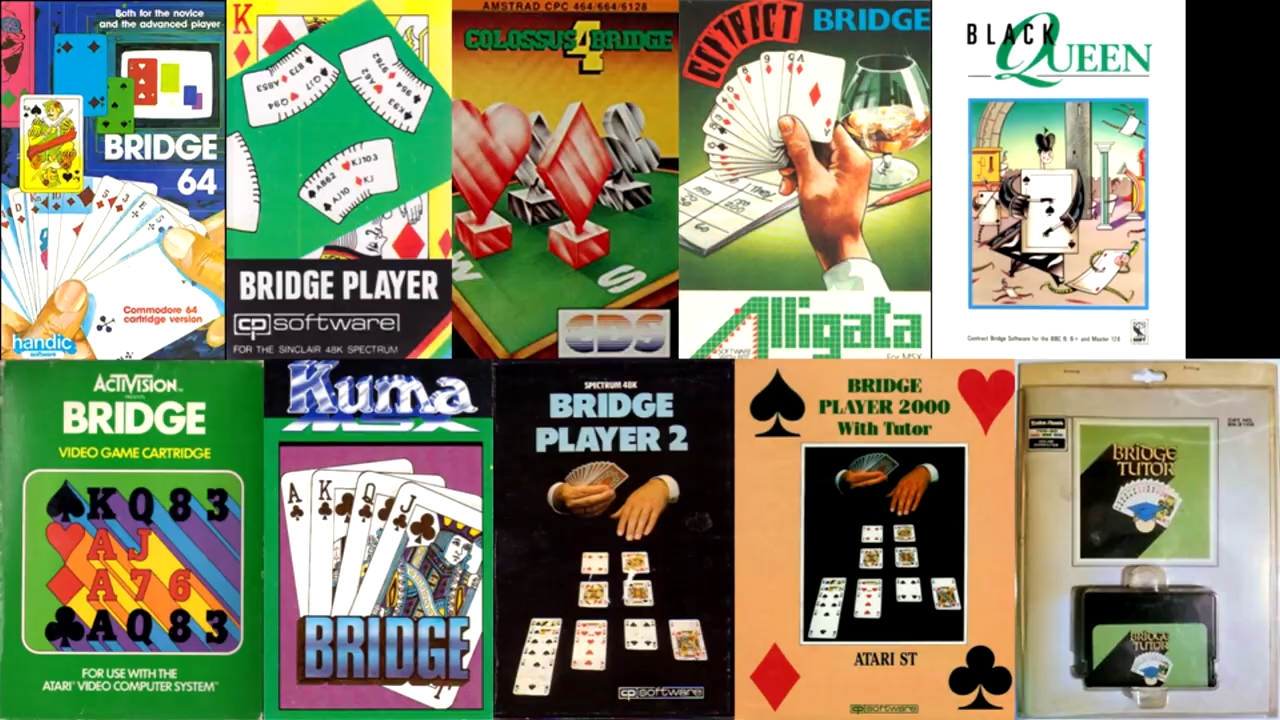 Both for the novice
and the advanced player
BRIDGE
64
Commodore 64
cartridge version
handic
software
K
BRIDGE PLAYER
cp software
FOR THE SINCLAIR 48K SPECTRUM
AMSTRAD CPC 464/664/6128
COLOSSUS 4 BRIDGE
W
S
CDS
CONTRACT BRIDGE
Alligata
For MSX
BLACK
QUEEN
Contract Bridge Software for the BBC B, B+ and Master 128
ACTIVISION
PRESENTS
BRIDGE
VIDEO GAME CARTRIDGE
♠ K Q 8 3
♥ A J
♦ A 7 6
♣ A Q 8 3
FOR USE WITH THE
ATARI® VIDEO COMPUTER SYSTEM™
Kuma
MSX
A K Q J
BRIDGE
SPECTRUM 48K
BRIDGE
PLAYER 2
cp software
BRIDGE
PLAYER 2000
With Tutor
ATARI ST
cp software
BRIDGE
TUTOR
BRIDGE
TUTOR